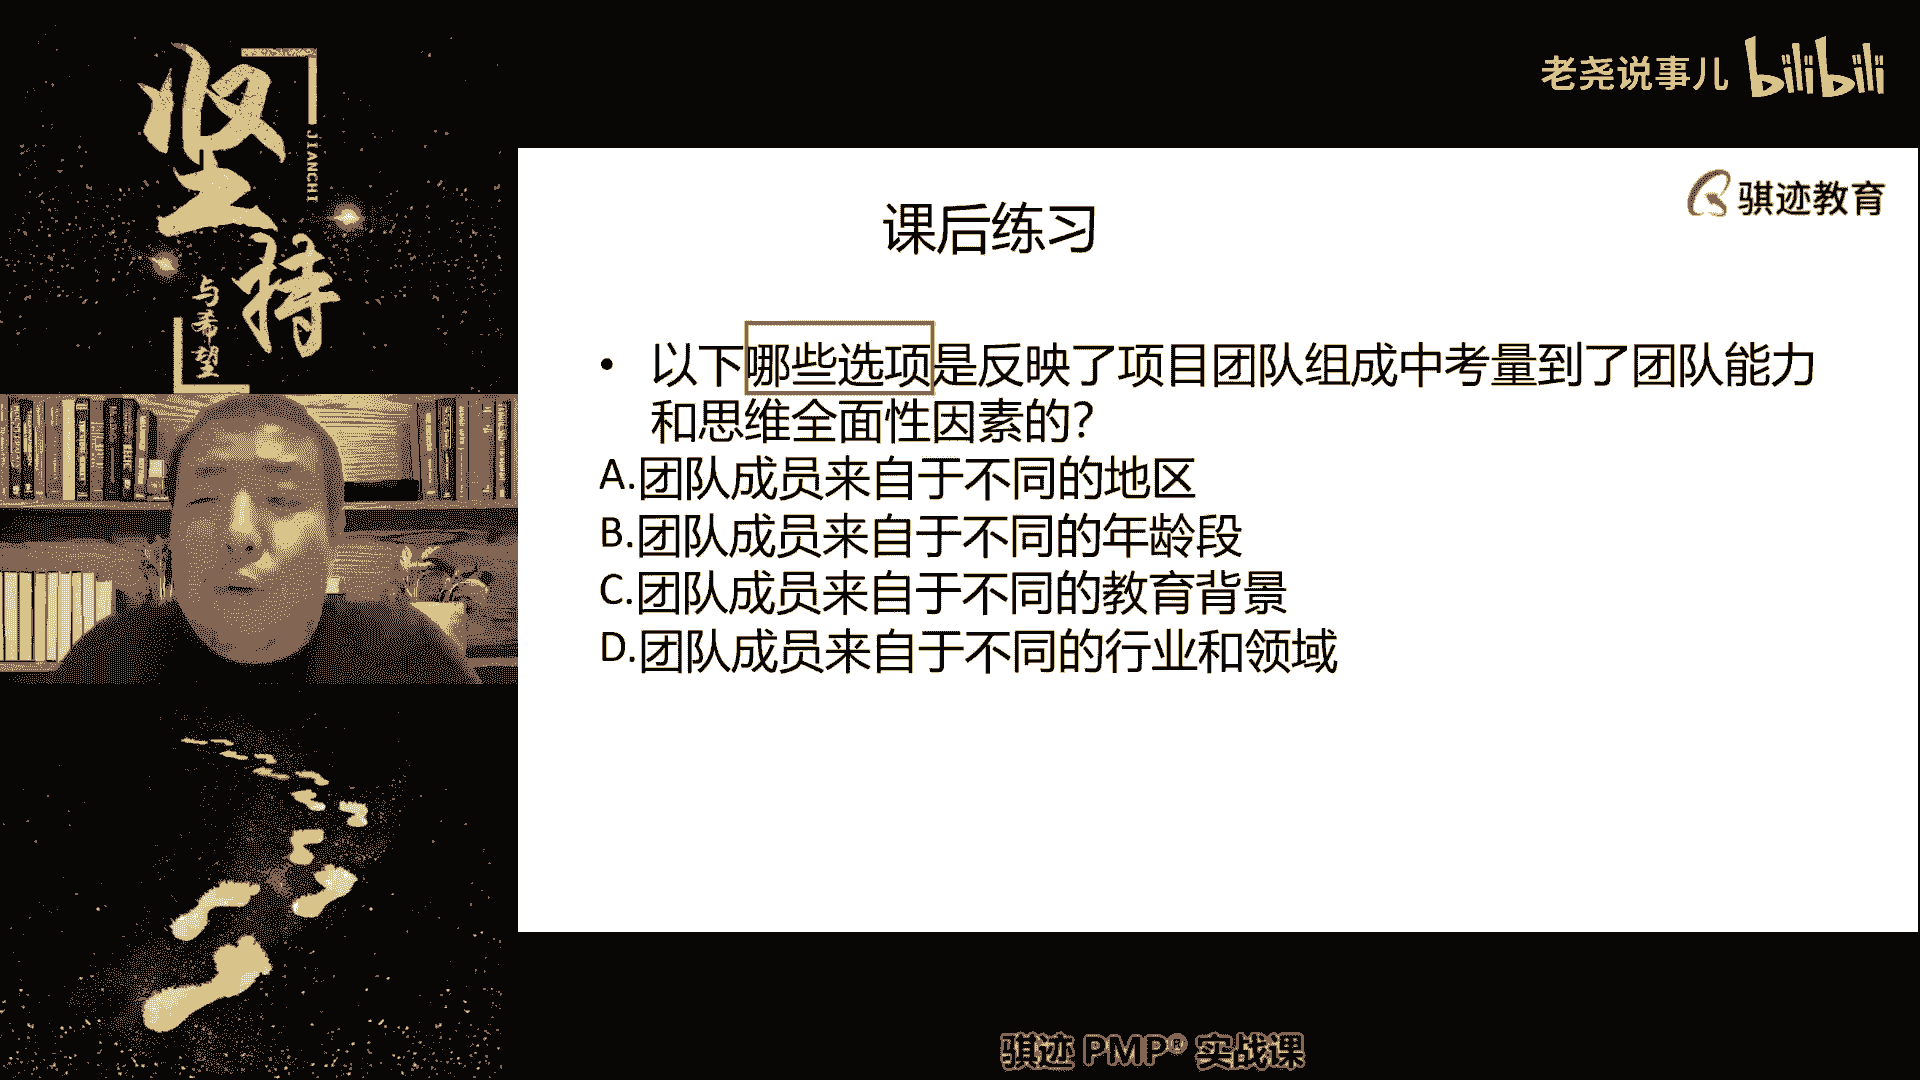 坚持
JIANCHI
与希望
老尧说事儿 bilibili
骐迹教育
课后练习
• 以下哪些选项是反映了项目团队组成中考量到了团队能力
和思维全面性因素的?
A.团队成员来自于不同的地区
B.团队成员来自于不同的年龄段
C.团队成员来自于不同的教育背景
D.团队成员来自于不同的行业和领域
骐迹 PMP® 实战课